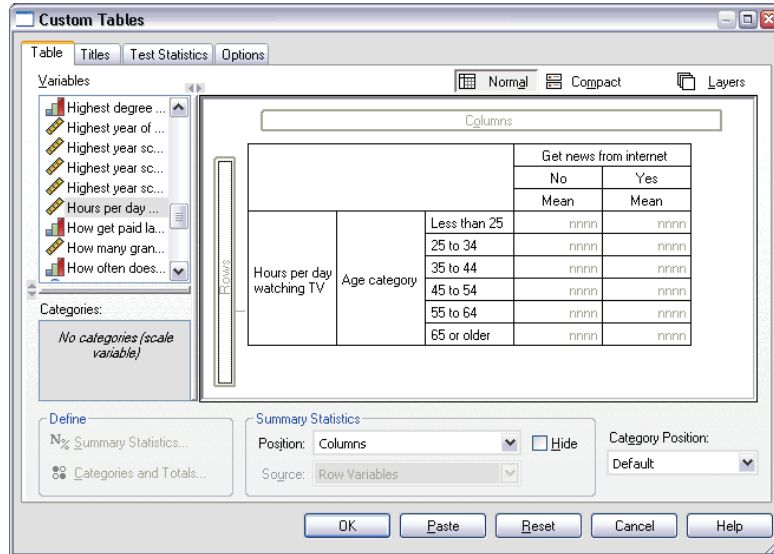 Custom Tables
Table Titles Test Statistics Options
Variables
Normal Compact Layers
Highest degree ...
Highest year of ...
Highest year sc...
Highest year sc...
Highest year sc...
Hours per day ...
How get paid la...
How many gran...
How often does...
Categories:
No categories (scale
variable)
Columns
Rows
Get news from internet
No Yes
Mean Mean
Hours per day
watching TV
Age category
Less than 25 nnnn nnnn
25 to 34 nnnn nnnn
35 to 44 nnnn nnnn
45 to 54 nnnn nnnn
55 to 64 nnnn nnnn
65 or older nnnn nnnn
Define
N% Summary Statistics...
Categories and Totals...
Summary Statistics
Position: Columns Hide
Source: Row Variables
Category Position:
Default
OK Paste Reset Cancel Help